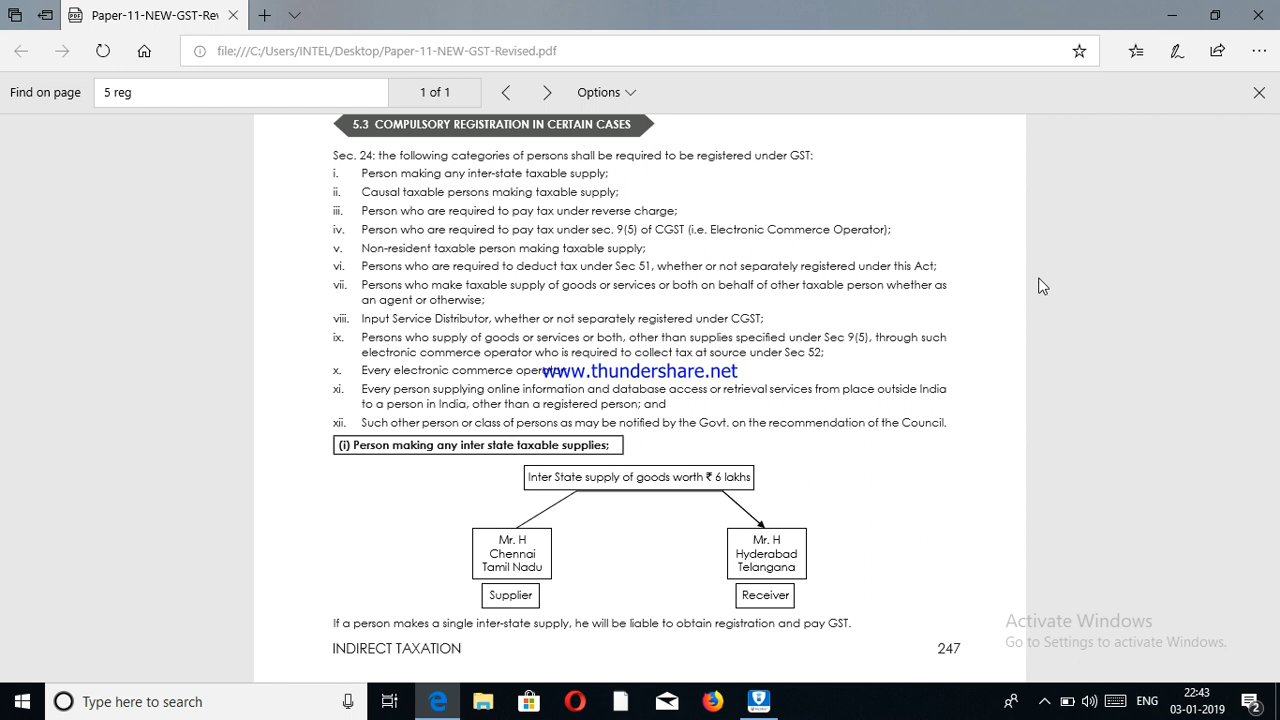 Paper-11-NEW-GST-Rev
file:///C:/Users/INTEL/Desktop/Paper-11-NEW-GST-Revised.pdf
Find on page
5 reg
1 of 1
Options
5.3 COMPULSORY REGISTRATION IN CERTAIN CASES
Sec. 24: the following categories of persons shall be required to be registered under GST:
i. Person making any inter-state taxable supply;
ii. Causal taxable persons making taxable supply;
iii. Person who are required to pay tax under reverse charge;
iv. Person who are required to pay tax under sec. 9(5) of CGST (i.e. Electronic Commerce Operator);
v. Non-resident taxable person making taxable supply;
vi. Persons who are required to deduct tax under Sec 51, whether or not separately registered under this Act;
vii. Persons who make taxable supply of goods or services or both on behalf of other taxable person whether as
an agent or otherwise;
viii. Input Service Distributor, whether or not separately registered under CGST;
ix. Persons who supply of goods or services or both, other than supplies specified under Sec 9(5), through such
electronic commerce operator who is required to collect tax at source under Sec 52;
x. Every electronic commerce
www.thundershare.net
xi. Every person supplying online information and database access or retrieval services from place outside India
to a person in India, other than a registered person; and
xii. Such other person or class of persons as may be notified by the Govt. on the recommendation of the Council.
(i) Person making any inter state taxable supplies;
Inter State supply of goods worth ₹ 6 lakhs
Mr. H
Chennai
Tamil Nadu
Supplier
Mr. H
Hyderabad
Telangana
Receiver
If a person makes a single inter-state supply, he will be liable to obtain registration and pay GST.
INDIRECT TAXATION 247
Activate Windows
Go to Settings to activate Windows.
Type here to search
ENG
22:43
03-01-2019
2